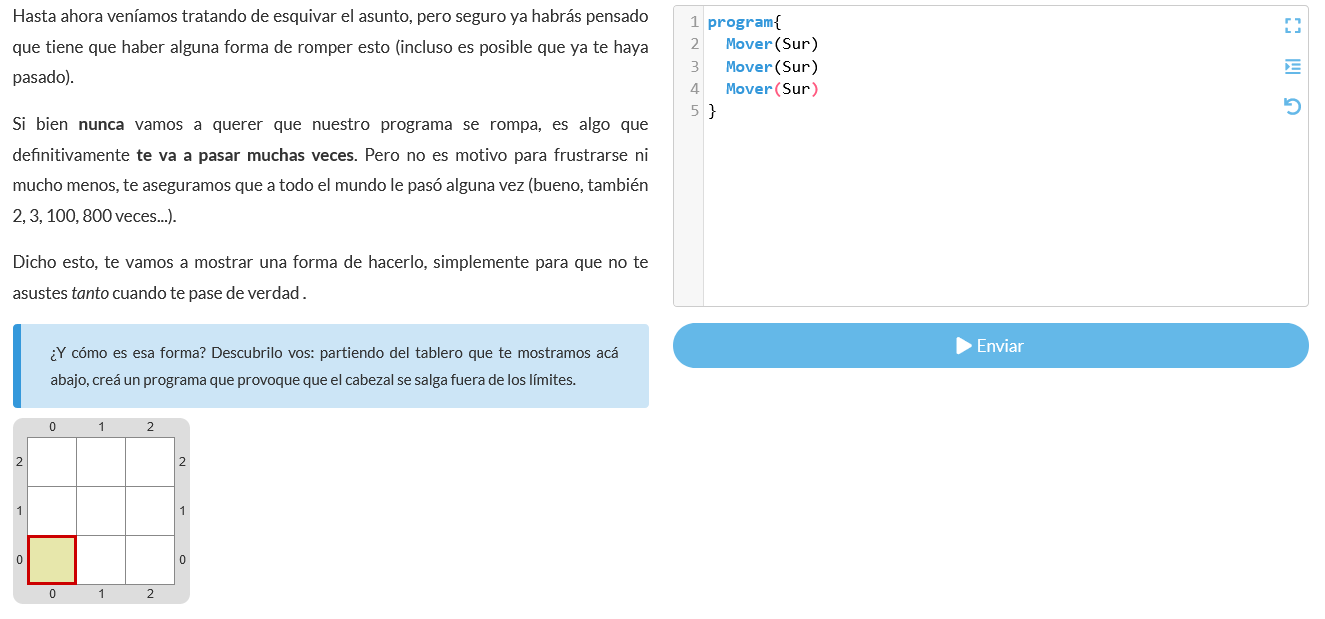 Hasta ahora veníamos tratando de esquivar el asunto, pero seguro ya habrás pensado
que tiene que haber alguna forma de romper esto (incluso es posible que ya te haya
pasado).
Si bien nunca vamos a querer que nuestro programa se rompa, es algo que
definitivamente te va a pasar muchas veces. Pero no es motivo para frustrarse ni
mucho menos, te aseguramos que a todo el mundo le pasó alguna vez (bueno, también
2, 3, 100, 800 veces...).
Dicho esto, te vamos a mostrar una forma de hacerlo, simplemente para que no te
asustes tanto cuando te pase de verdad .
¿Y cómo es esa forma? Descubrilo vos: partiendo del tablero que te mostramos acá
abajo, creá un programa que provoque que el cabezal se salga fuera de los límites.
0 1 2
2 2
1 1
0 0
0 1 2
1 program{
2 Mover(Sur)
3 Mover(Sur)
4 Mover(Sur)
5 }
Enviar